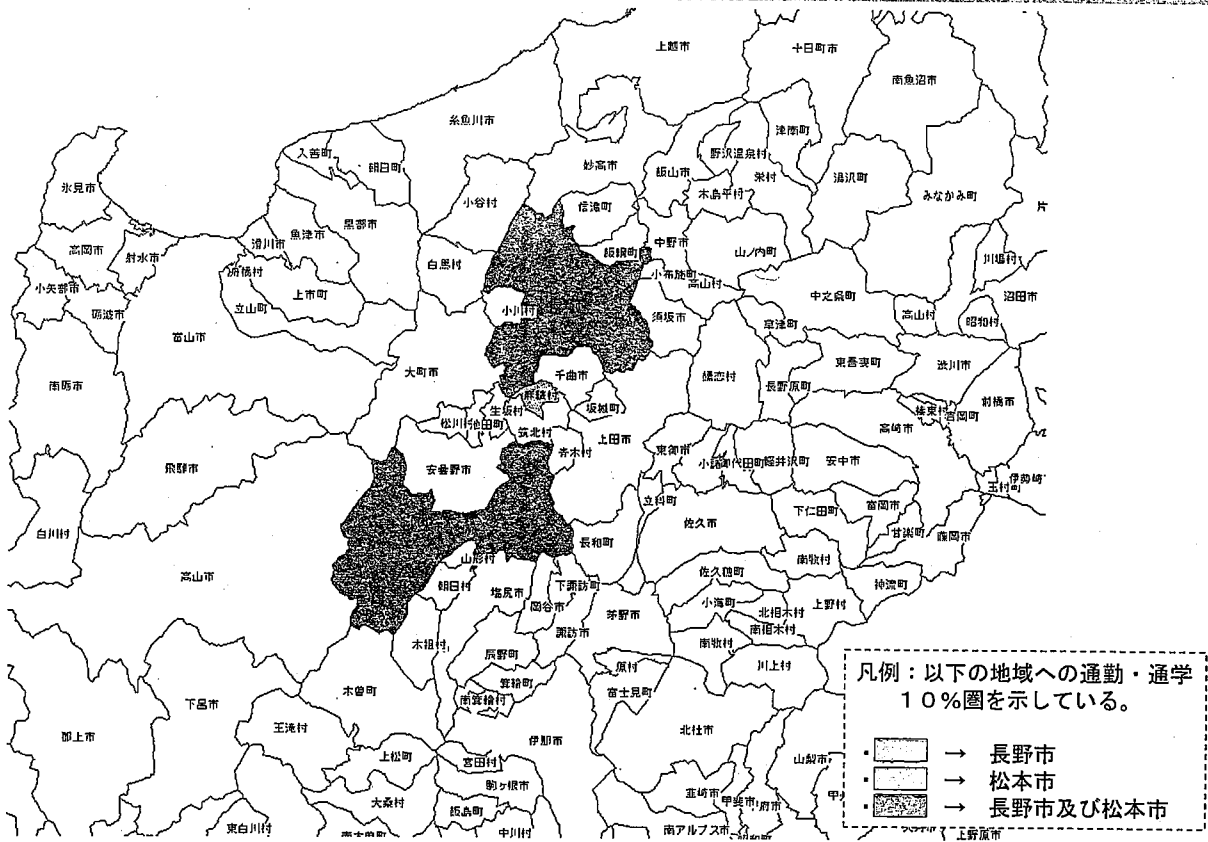 上越市
十日町市
南魚沼市
糸魚川市
津南町
入善町
朝日町
妙高市
飯山市
野沢温泉村
栄村
湯沢町
氷見市
小谷村
木島平村
みなかみ町
片
信濃町
黒部市
魚津市
滑川市
高岡市
射水市
中野市
飯綱町
山ノ内町
川場村
白馬村
舟橋村
小布施町
高山村
小矢部市
上市町
立山町
砺波市
小川村
須坂市
中之条町
高山村
昭和村
沼田市
草津町
富山市
大町市
千曲市
嬬恋村
長野原町
東吾妻町
渋川市
南砺市
麻績村
生坂村
坂城町
松川村
池田町
筑北村
上田市
青木村
榛東村
吉岡町
前橋市
高崎市
飛騨市
安曇野市
東御市
小諸市
御代田町
軽井沢町
安中市
伊勢崎
玉村町
立科町
下仁田町
富岡市
甘楽町
藤岡市
白川村
佐久市
長和町
高山市
山形村
朝日村
塩尻市
岡谷市
下諏訪町
佐久穂町
南牧村
神流町
小海町
北相木村
上野村
茅野市
諏訪市
南相木村
木祖村
辰野町
南牧村
川上村
原村
箕輪町
富士見町
南箕輪村
木曽町
下呂市
王滝村
郡上市
伊那市
北杜市
上松町
宮田村
山梨市
駒ヶ根市
大桑村
韮崎市
甲斐市
府市
甲
飯島町
東白川村
南木曽町
中川村
南アルプス市
昭和町
上野原市
凡例：以下の地域への通勤・通学
１０％圏を示している。
・ → 長野市
・ → 松本市
・ → 長野市及び松本市